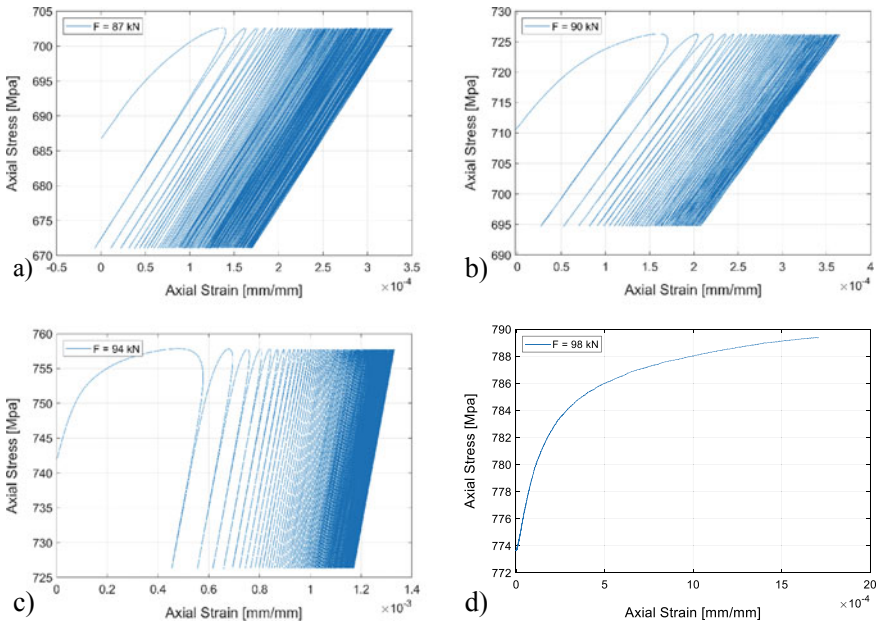 705
700
695
690
685
680
675
670
Axial Stress [Mpa]
F = 87 kN
-0.5 0 0.5 1 1.5 2 2.5 3 3.5
Axial Strain [mm/mm]
×10⁻⁴
a)
730
725
720
715
710
705
700
695
690
Axial Stress [Mpa]
F = 90 kN
0 0.5 1 1.5 2 2.5 3 3.5 4
Axial Strain [mm/mm]
×10⁻⁴
b)
760
755
750
745
740
735
730
725
Axial Stress [Mpa]
F = 94 kN
0 0.2 0.4 0.6 0.8 1 1.2 1.4
Axial Strain [mm/mm]
×10⁻³
c)
790
788
786
784
782
780
778
776
774
772
Axial Stress [Mpa]
F = 98 kN
0 5 10 15 20
Axial Strain [mm/mm]
×10⁻⁴
d)